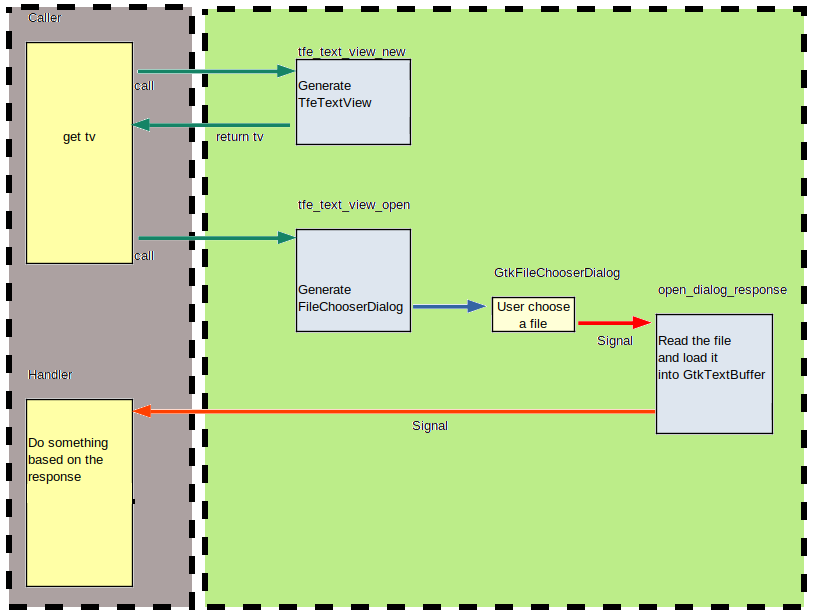 Caller
tfe_text_view_new
call
Generate
TfeTextView
get tv
return tv
tfe_text_view_open
call
Generate
FileChooserDialog
GtkFileChooserDialog
User choose
a file
open_dialog_response
Signal
Read the file
and load it
into GtkTextBuffer
Handler
Signal
Do something
based on the
response